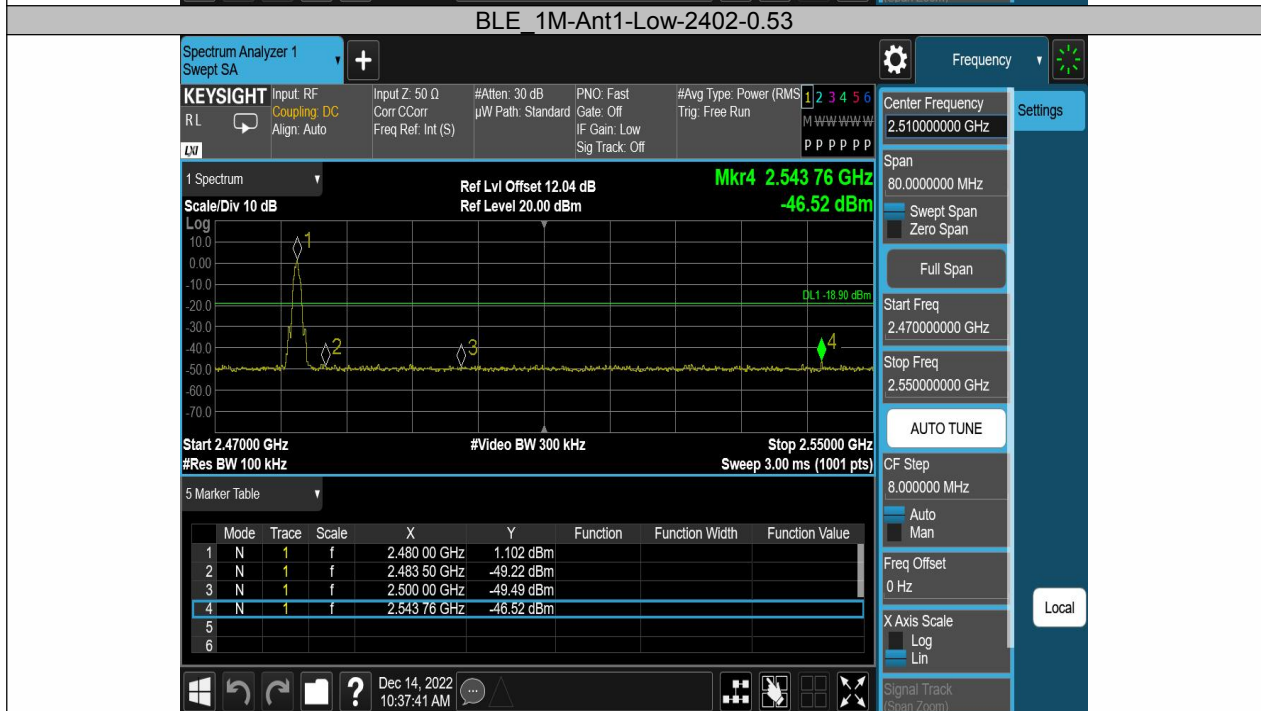 BLE_1M-Ant1-Low-2402-0.53
Spectrum Analyzer 1
Swept SA
+
Frequency
KEYSIGHT
RL
LXI
Input: RF
Coupling: DC
Align: Auto
Input Z: 50 Ω
Corr CCorr
Freq Ref: Int (S)
#Atten: 30 dB
µW Path: Standard
PNO: Fast
Gate: Off
IF Gain: Low
Sig Track: Off
#Avg Type: Power (RMS
Trig: Free Run
1 2 3 4 5 6
M W W W W W
P P P P P P
1 Spectrum
Scale/Div 10 dB
Ref Lvl Offset 12.04 dB
Ref Level 20.00 dBm
Mkr4 2.543 76 GHz
-46.52 dBm
Log
10.0
0.00
-10.0
-20.0
-30.0
-40.0
-50.0
-60.0
-70.0
1
2
3
4
DL1 -18.90 dBm
Start 2.47000 GHz
#Video BW 300 kHz
Stop 2.55000 GHz
#Res BW 100 kHz
Sweep 3.00 ms (1001 pts)
5 Marker Table
Mode Trace Scale X Y Function Function Width Function Value
1 N 1 f 2.480 00 GHz 1.102 dBm
2 N 1 f 2.483 50 GHz -49.22 dBm
3 N 1 f 2.500 00 GHz -49.49 dBm
4 N 1 f 2.543 76 GHz -46.52 dBm
5
6
Center Frequency
2.510000000 GHz
Settings
Span
80.0000000 MHz
Swept Span
Zero Span
Full Span
Start Freq
2.470000000 GHz
Stop Freq
2.550000000 GHz
AUTO TUNE
CF Step
8.000000 MHz
Auto
Man
Freq Offset
0 Hz
X Axis Scale
Log
Lin
Local
Signal Track
(Span Zoom)
?
Dec 14, 2022
10:37:41 AM